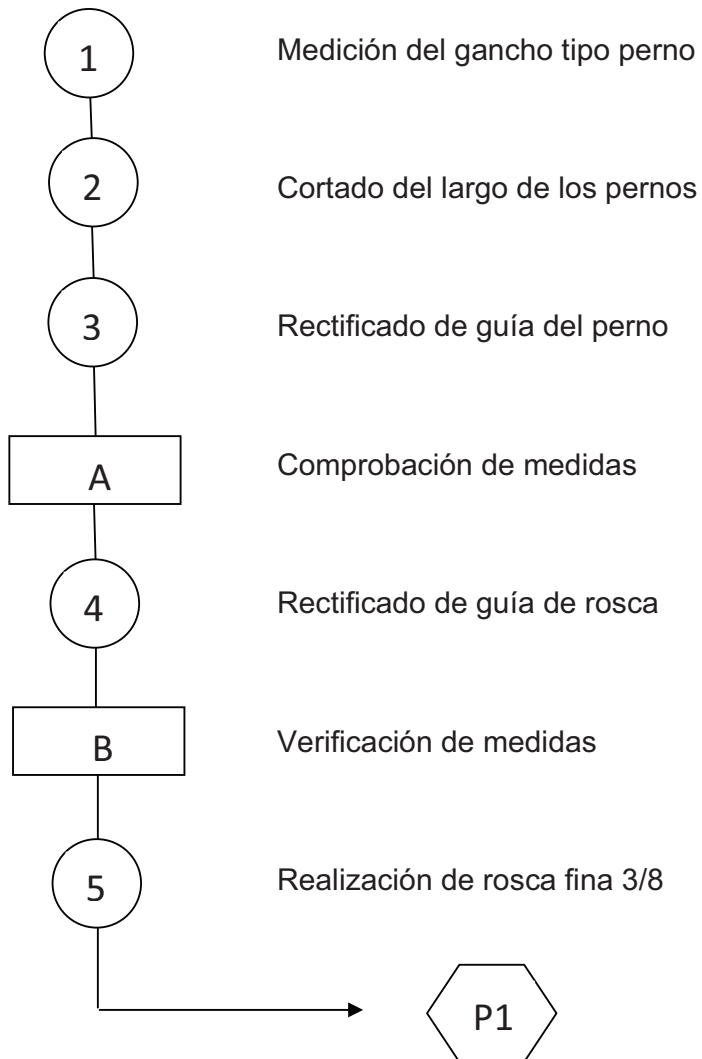 1 Medición del gancho tipo perno
2 Cortado del largo de los pernos
3 Rectificado de guía del perno
A Comprobación de medidas
4 Rectificado de guía de rosca
B Verificación de medidas
5 Realización de rosca fina 3/8
P1